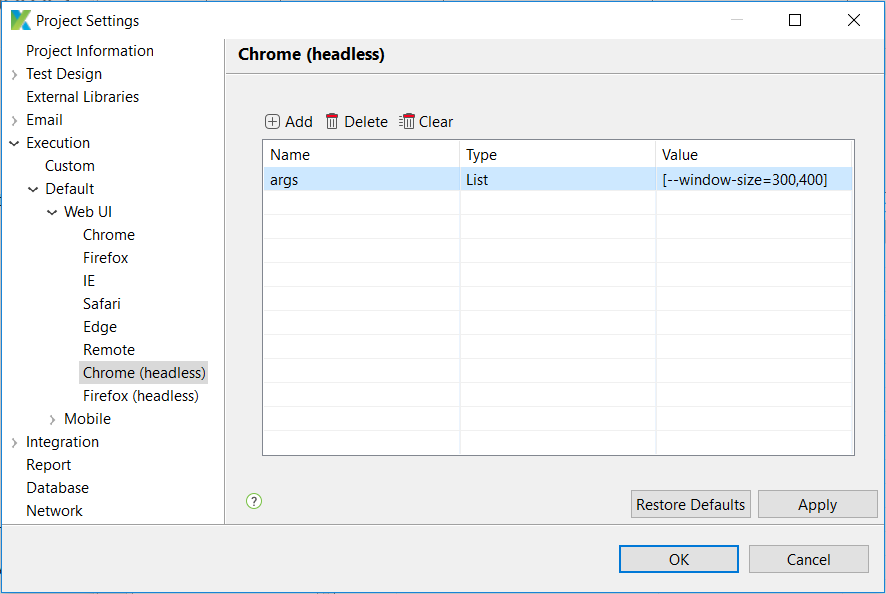 Project Settings
Project Information
Test Design
External Libraries
Email
Execution
Custom
Default
Web UI
Chrome
Firefox
IE
Safari
Edge
Remote
Chrome (headless)
Firefox (headless)
Mobile
Integration
Report
Database
Network
Chrome (headless)
Add Delete Clear
Name Type Value
args List [--window-size=300,400]
?
Restore Defaults Apply
OK Cancel